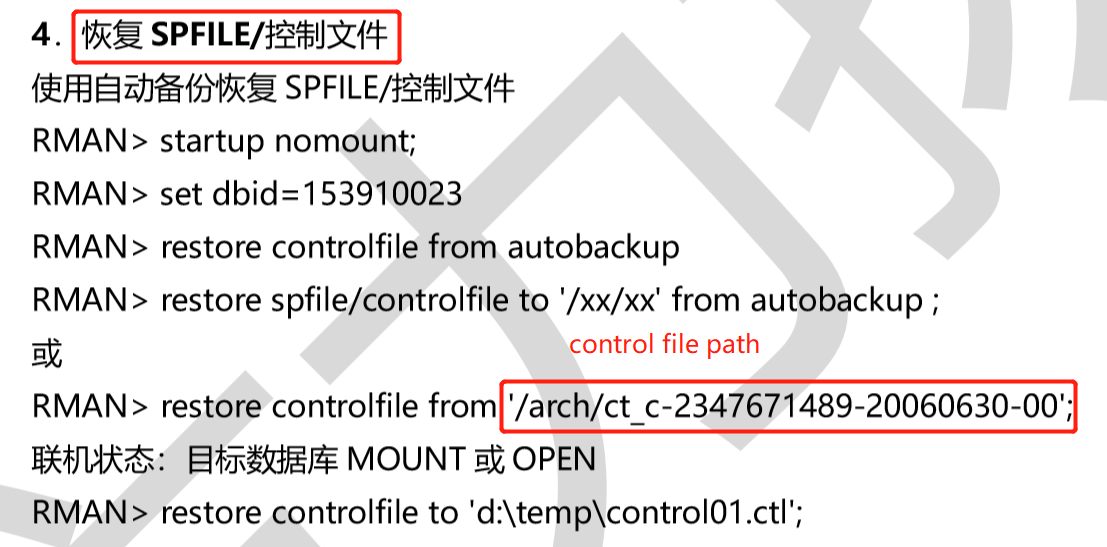 4. 恢复 SPFILE/控制文件
使用自动备份恢复 SPFILE/控制文件
RMAN> startup nomount;
RMAN> set dbid=153910023
RMAN> restore controlfile from autobackup
RMAN> restore spfile/controlfile to '/xx/xx' from autobackup ;
或
control file path
RMAN> restore controlfile from '/arch/ct_c-2347671489-20060630-00';
联机状态：目标数据库 MOUNT 或 OPEN
RMAN> restore controlfile to 'd:\temp\control01.ctl';